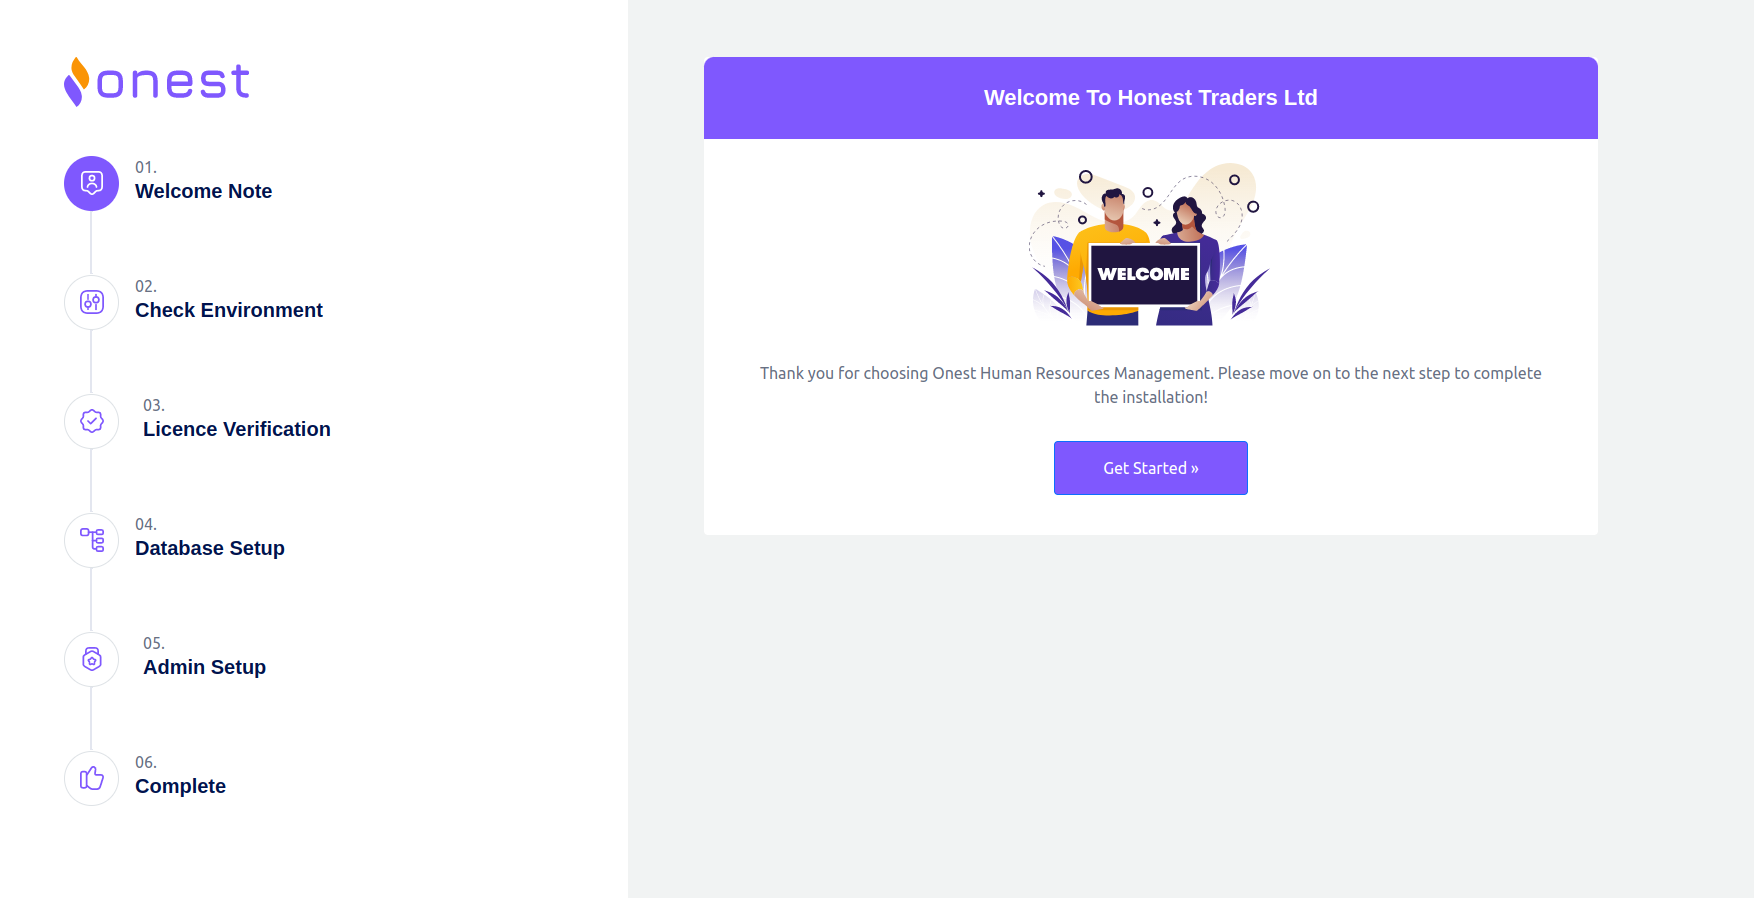 onest
01.
Welcome Note
02.
Check Environment
03.
Licence Verification
04.
Database Setup
05.
Admin Setup
06.
Complete
Welcome To Honest Traders Ltd
WELCOME
Thank you for choosing Onest Human Resources Management. Please move on to the next step to complete
the installation!
Get Started »